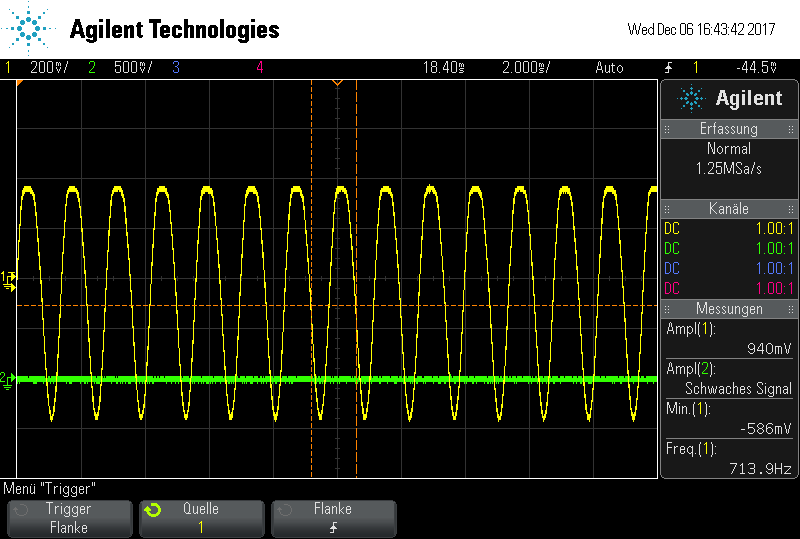 Agilent Technologies
Wed Dec 06 16:43:42 2017
1 200mV/ 2 500mV/ 3 4 18.40ms 2.000ms/ Auto 1 -44.5mV
Agilent
Erfassung
Normal
1.25MSa/s
Kanäle
DC 1.00:1
DC 1.00:1
DC 1.00:1
DC 1.00:1
Messungen
Ampl(1):
940mV
Ampl(2):
Schwaches Signal
Min.(1):
-586mV
Freq.(1):
713.9Hz
1
2
Menü "Trigger"
Trigger
Flanke
Quelle
1
Flanke